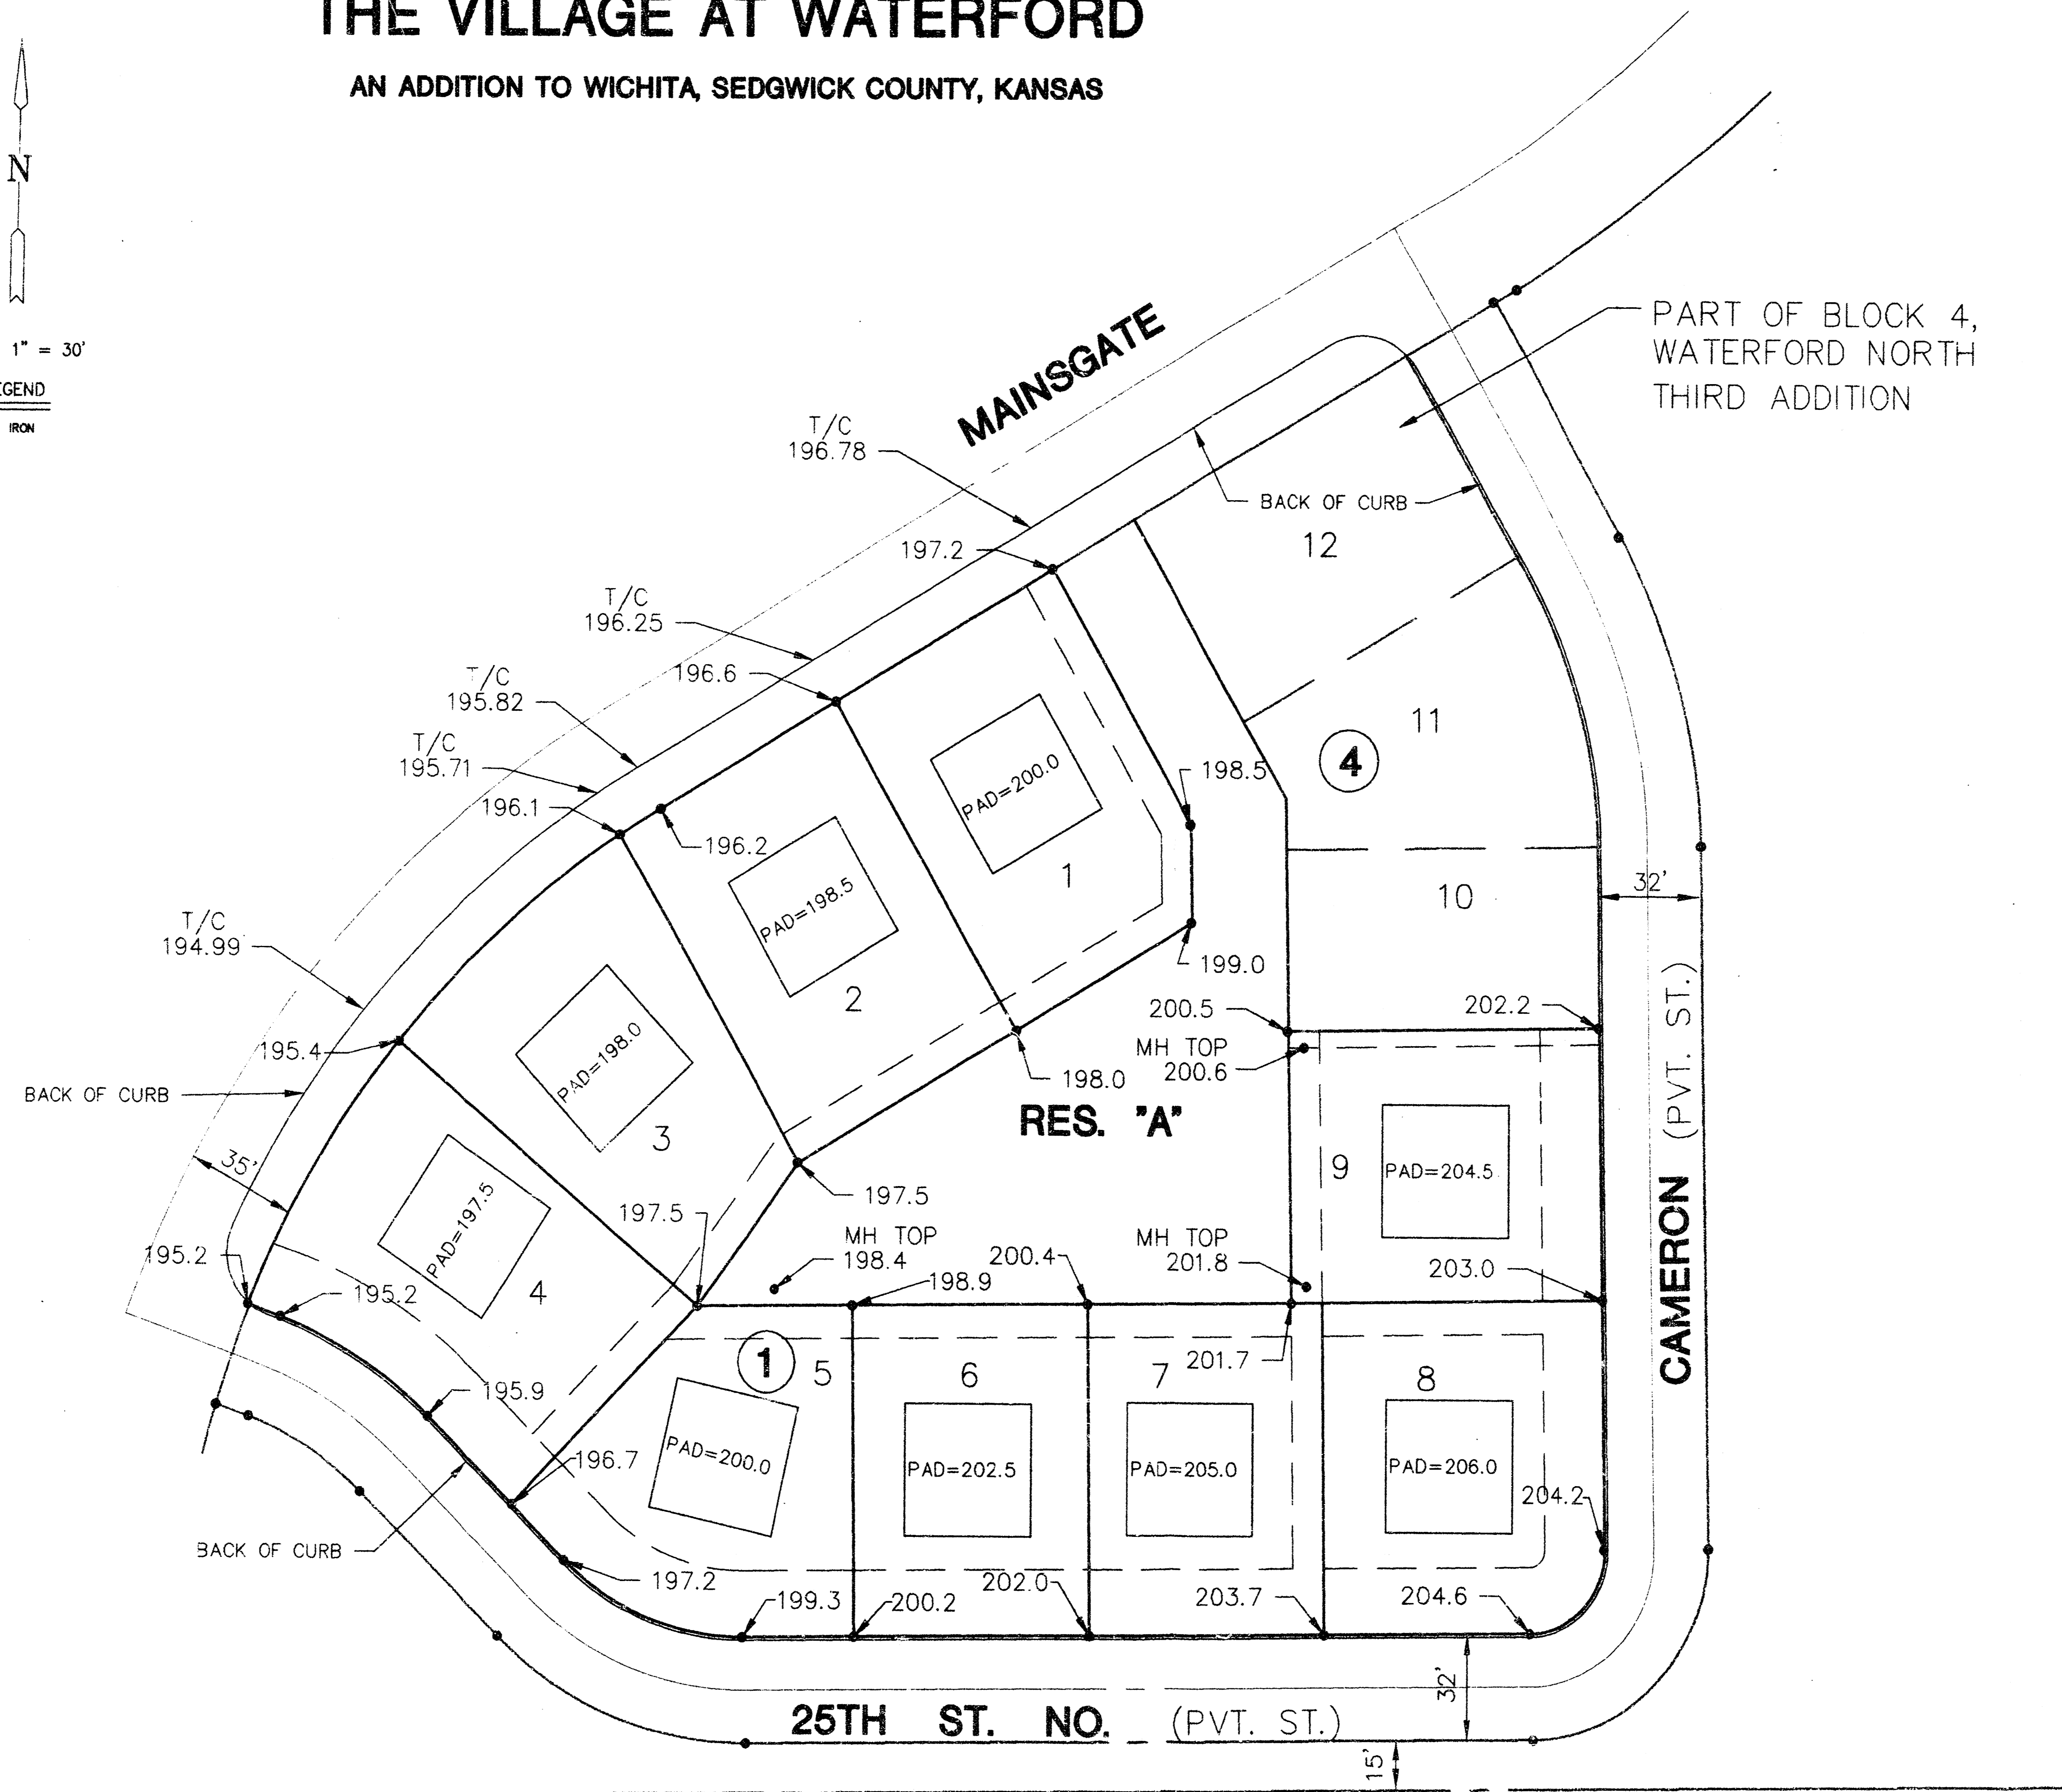 THE VILLAGE AT WATERFORD
AN ADDITION TO WICHITA, SEDGWICK COUNTY, KANSAS
N
1" = 30'
EGEND
IRON
PART OF BLOCK 4,
WATERFORD NORTH
THIRD ADDITION
MAINSGATE
T/C
196.78
BACK OF CURB
197.2
12
T/C
196.25
T/C
195.82
196.6
T/C
195.71
196.1
196.2
11
4
198.5
PAD=200.0
1
PAD=198.5
2
10
32'
T/C
194.99
199.0
200.5
202.2
MH TOP
200.6
195.4
198.0
BACK OF CURB
PAD=198.0
3
RES. "A"
9
PAD=204.5
CAMERON (PVT. ST.)
35'
197.5
197.5
PAD=197.5
4
MH TOP
198.4
200.4
MH TOP
201.8
203.0
195.2
195.2
198.9
1
5
6
7
201.7
8
195.9
196.7
PAD=200.0
PAD=202.5
PAD=205.0
PAD=206.0
204.2
BACK OF CURB
197.2
199.3
200.2
202.0
203.7
204.6
25TH ST. NO. (PVT. ST.)
32'
15'